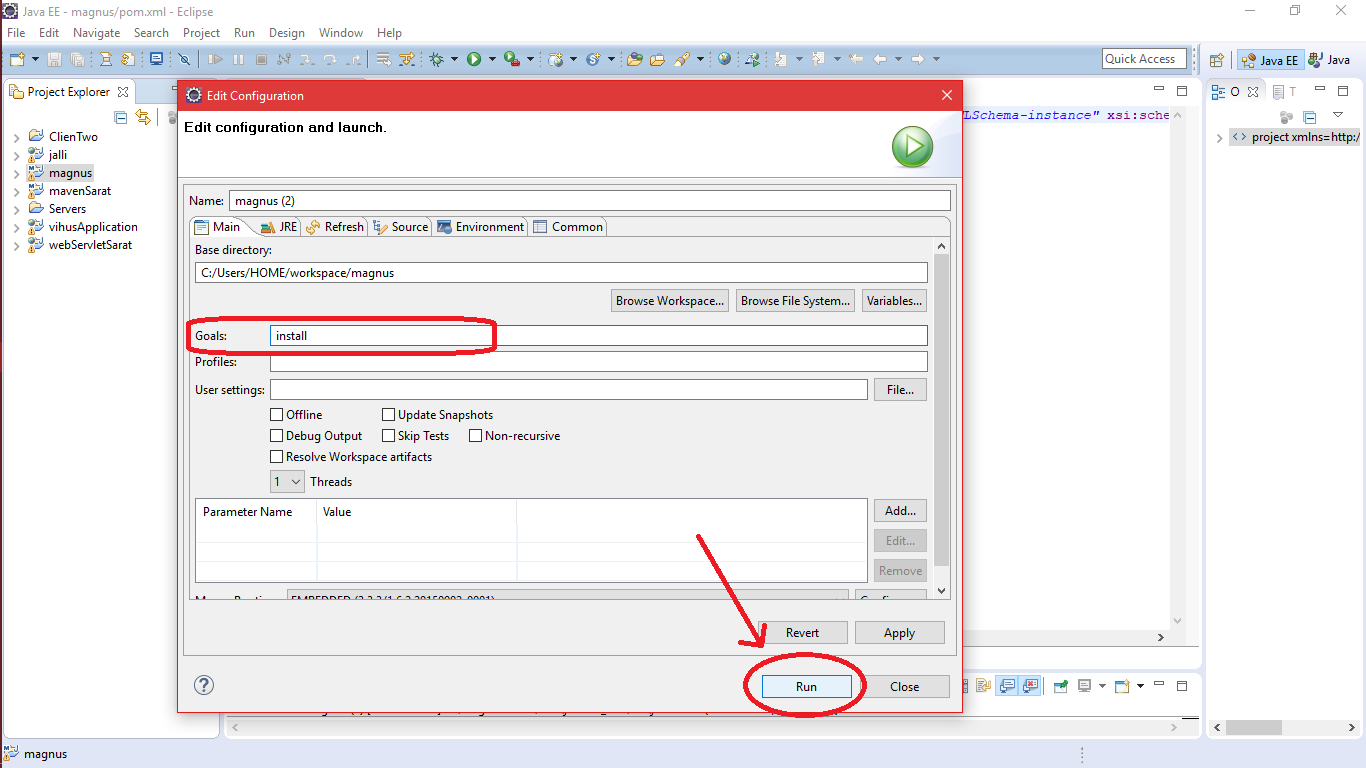 Java EE - magnus/pom.xml - Eclipse
File Edit Navigate Search Project Run Design Window Help
Quick Access
Java EE
Java
Project Explorer
ClienTwo
jalli
magnus
mavenSarat
Servers
vihusApplication
webServletSarat
Edit Configuration
Edit configuration and launch.
Name: magnus (2)
Main JRE Refresh Source Environment Common
Base directory:
C:/Users/HOME/workspace/magnus
Browse Workspace... Browse File System... Variables...
Goals: install
Profiles:
User settings: File...
Offline Update Snapshots
Debug Output Skip Tests Non-recursive
Resolve Workspace artifacts
1 Threads
Parameter Name Value
Add...
Edit...
Remove
Revert Apply
? Run Close
LSchema-instance" xsi:sche
O T
<> project xmlns=http:/
magnus